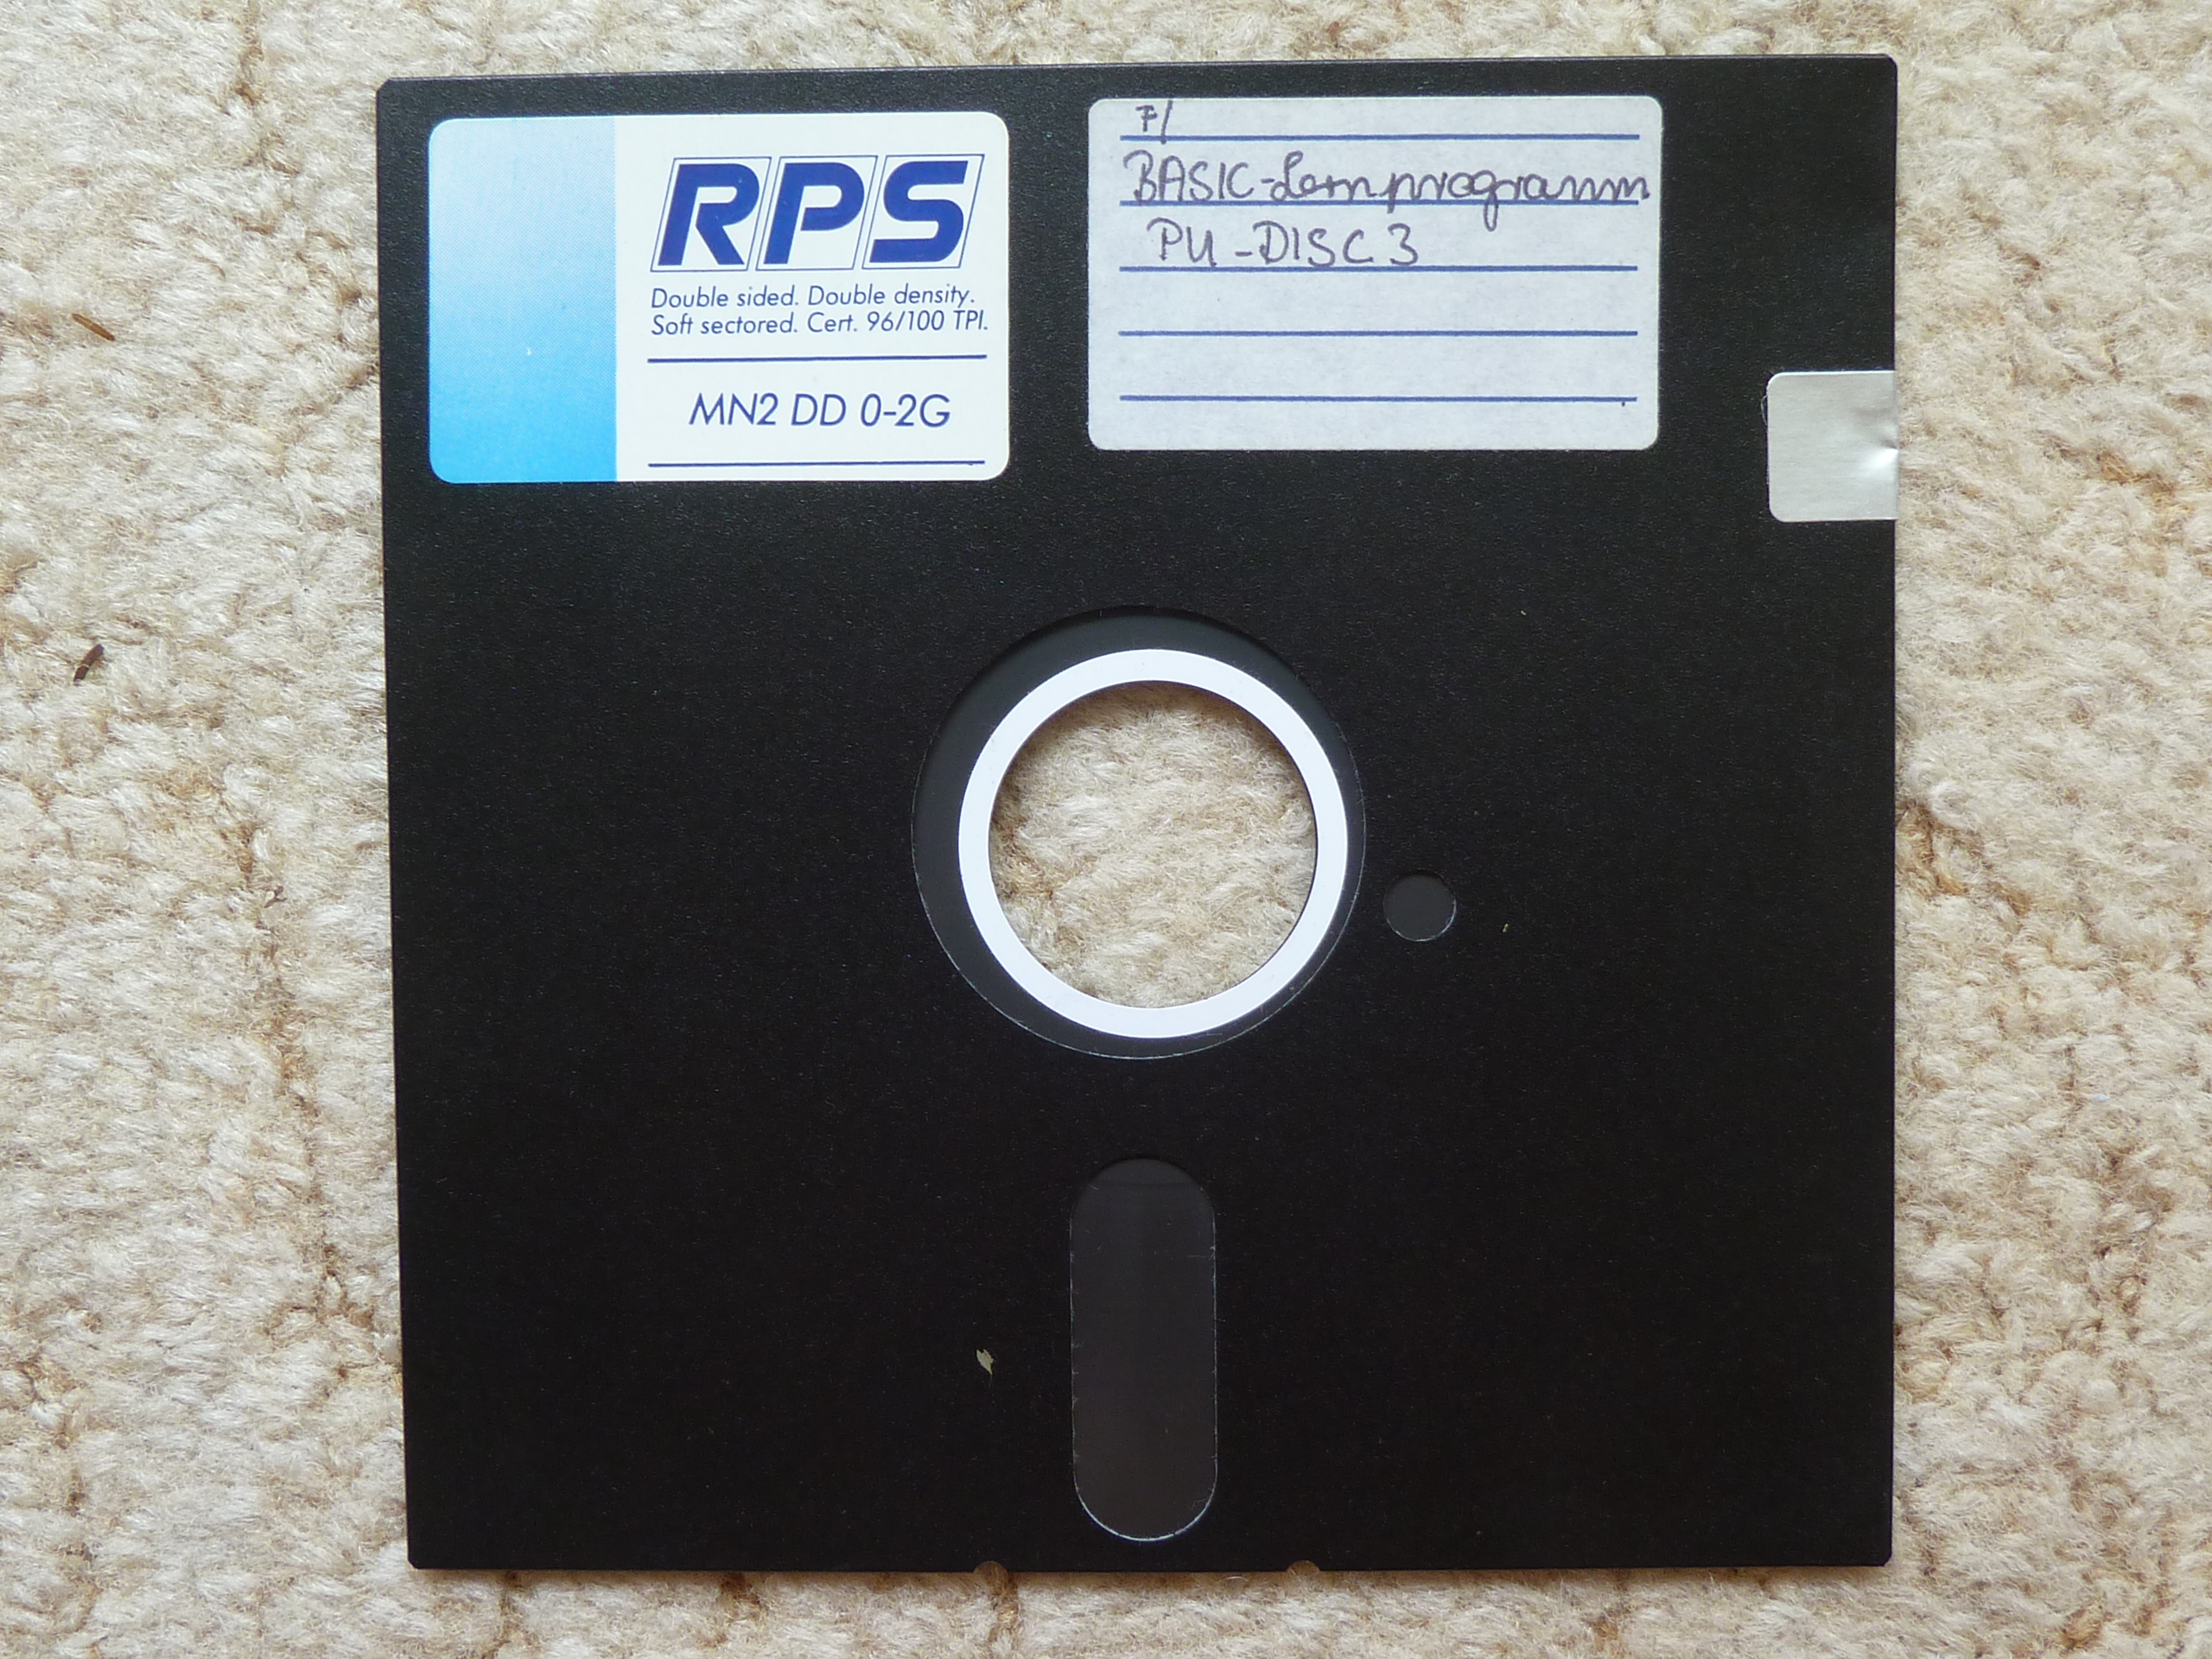 RPS
Double sided. Double density.
Soft sectored. Cert. 96/100 TPI.
MN2 DD 0-2G
F/
BASIC-Lernprogramm
PU-DISC 3